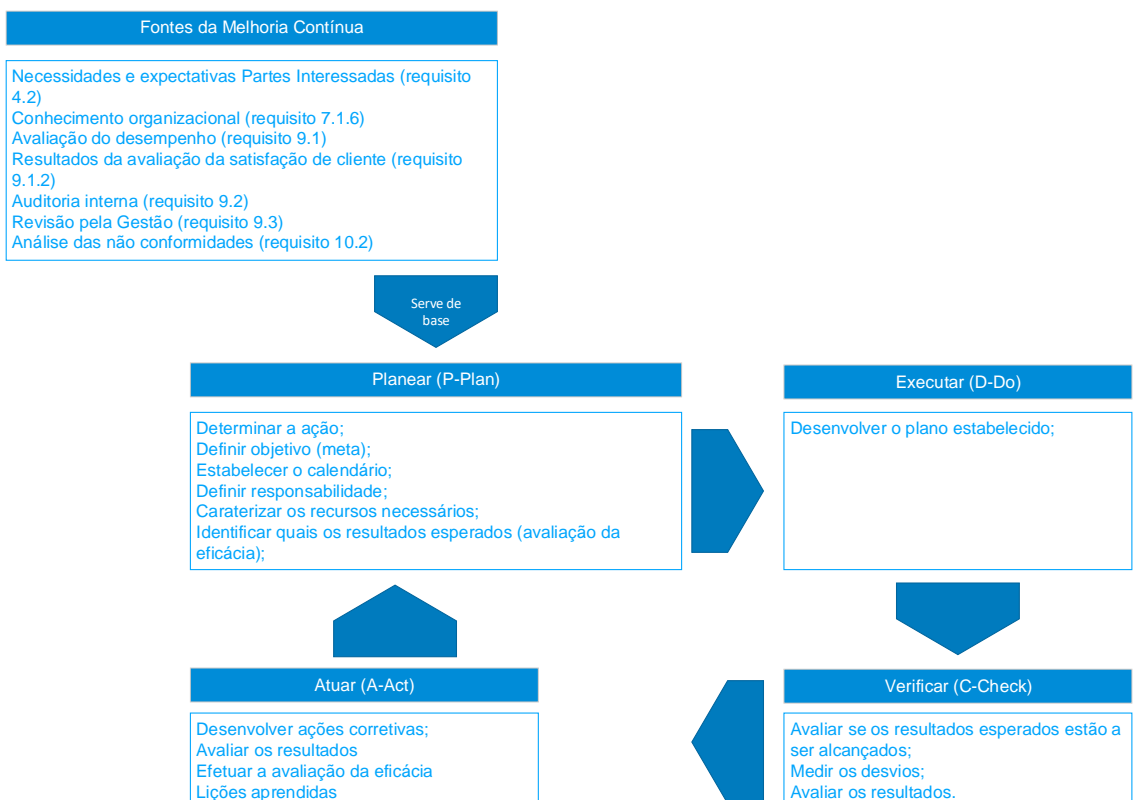 Fontes da Melhoria Contínua
Necessidades e expectativas Partes Interessadas (requisito
4.2)
Conhecimento organizacional (requisito 7.1.6)
Avaliação do desempenho (requisito 9.1)
Resultados da avaliação da satisfação de cliente (requisito
9.1.2)
Auditoria interna (requisito 9.2)
Revisão pela Gestão (requisito 9.3)
Análise das não conformidades (requisito 10.2)
Serve de
base
Planear (P-Plan)
Determinar a ação;
Definir objetivo (meta);
Estabelecer o calendário;
Definir responsabilidade;
Caraterizar os recursos necessários;
Identificar quais os resultados esperados (avaliação da
eficácia);
Executar (D-Do)
Desenvolver o plano estabelecido;
Verificar (C-Check)
Avaliar se os resultados esperados estão a
ser alcançados;
Medir os desvios;
Avaliar os resultados.
Atuar (A-Act)
Desenvolver ações corretivas;
Avaliar os resultados
Efetuar a avaliação da eficácia
Lições aprendidas